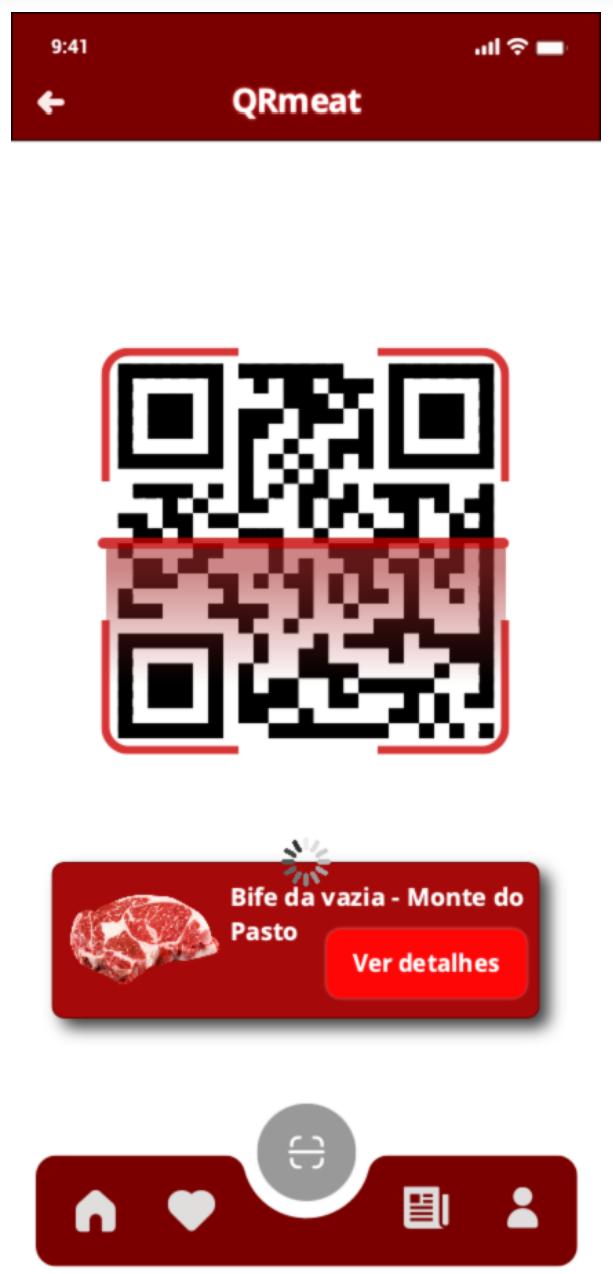 9:41
QRmeat
Bife da vazia - Monte do
Pasto
Ver detalhes